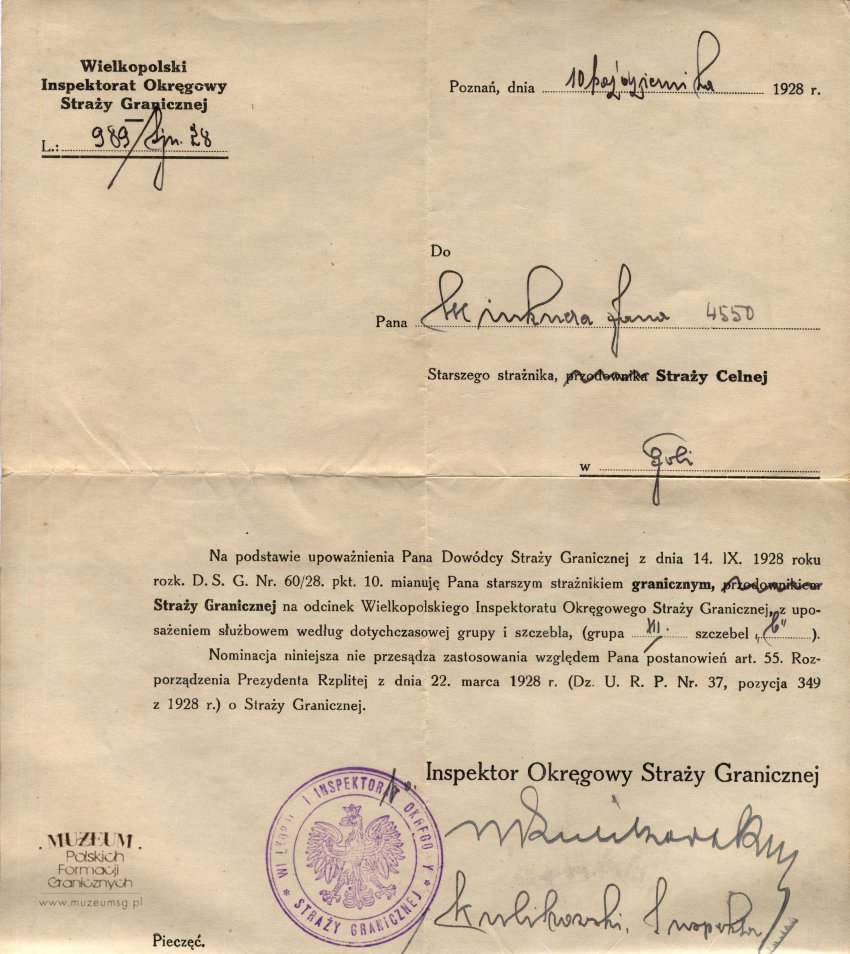 Wielkopolski
Inspektorat Okręgowy
Straży Granicznej
L.: 989/ 28
Poznań, dnia 10 października 1928 r.
Do
Pana Jana 4550
Starszego strażnika, przodownika Straży Celnej
w Goli
Na podstawie upoważnienia Pana Dowódcy Straży Granicznej z dnia 14. IX. 1928 roku
rozk. D. S. G. Nr. 60/28. pkt. 10. mianuję Pana starszym strażnikiem granicznym, przodownikiem
Straży Granicznej na odcinek Wielkopolskiego Inspektoratu Okręgowego Straży Granicznej, z upo-
sażeniem służbowem według dotychczasowej grupy i szczebla, (grupa XII. szczebel „b").
Nominacja niniejsza nie przesądza zastosowania względem Pana postanowień art. 55. Roz-
porządzenia Prezydenta Rzplitej z dnia 22. marca 1928 r. (Dz. U. R. P. Nr. 37, pozycja 349
z 1928 r.) o Straży Granicznej.
Inspektor Okręgowy Straży Granicznej
Kulikowski, Inspektor
WIELKOPOLSKI INSPEKTORAT OKRĘGOWY
* STRAŻY GRANICZNEJ *
Pieczęć.
. MUZEUM .
Polskich
Formacji
Granicznych
www.muzeumsg.pl